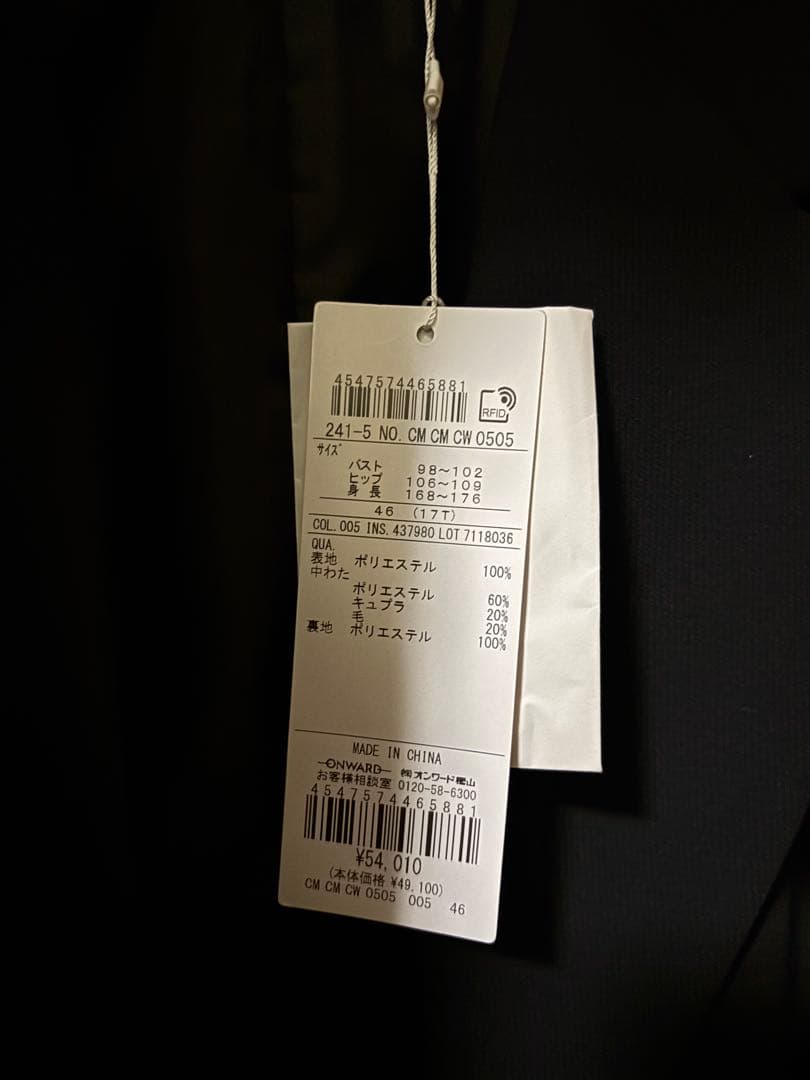 4547574465881
RFID
241-5 NO. CM CM CW 0505
サイズ
バスト 98～102
ヒップ 106～109
身長 168～176
46 (17T)
COL. 005 INS. 437980 LOT 7118036
QUA.
表地 ポリエステル 100%
中わた
ポリエステル 60%
キュプラ 20%
毛 20%
裏地 ポリエステル 100%
MADE IN CHINA
ONWARD ㈱オンワード樫山
お客様相談室 0120-58-6300
4547574465881
¥54,010
(本体価格 ¥49,100)
CM CM CW 0505 005 46